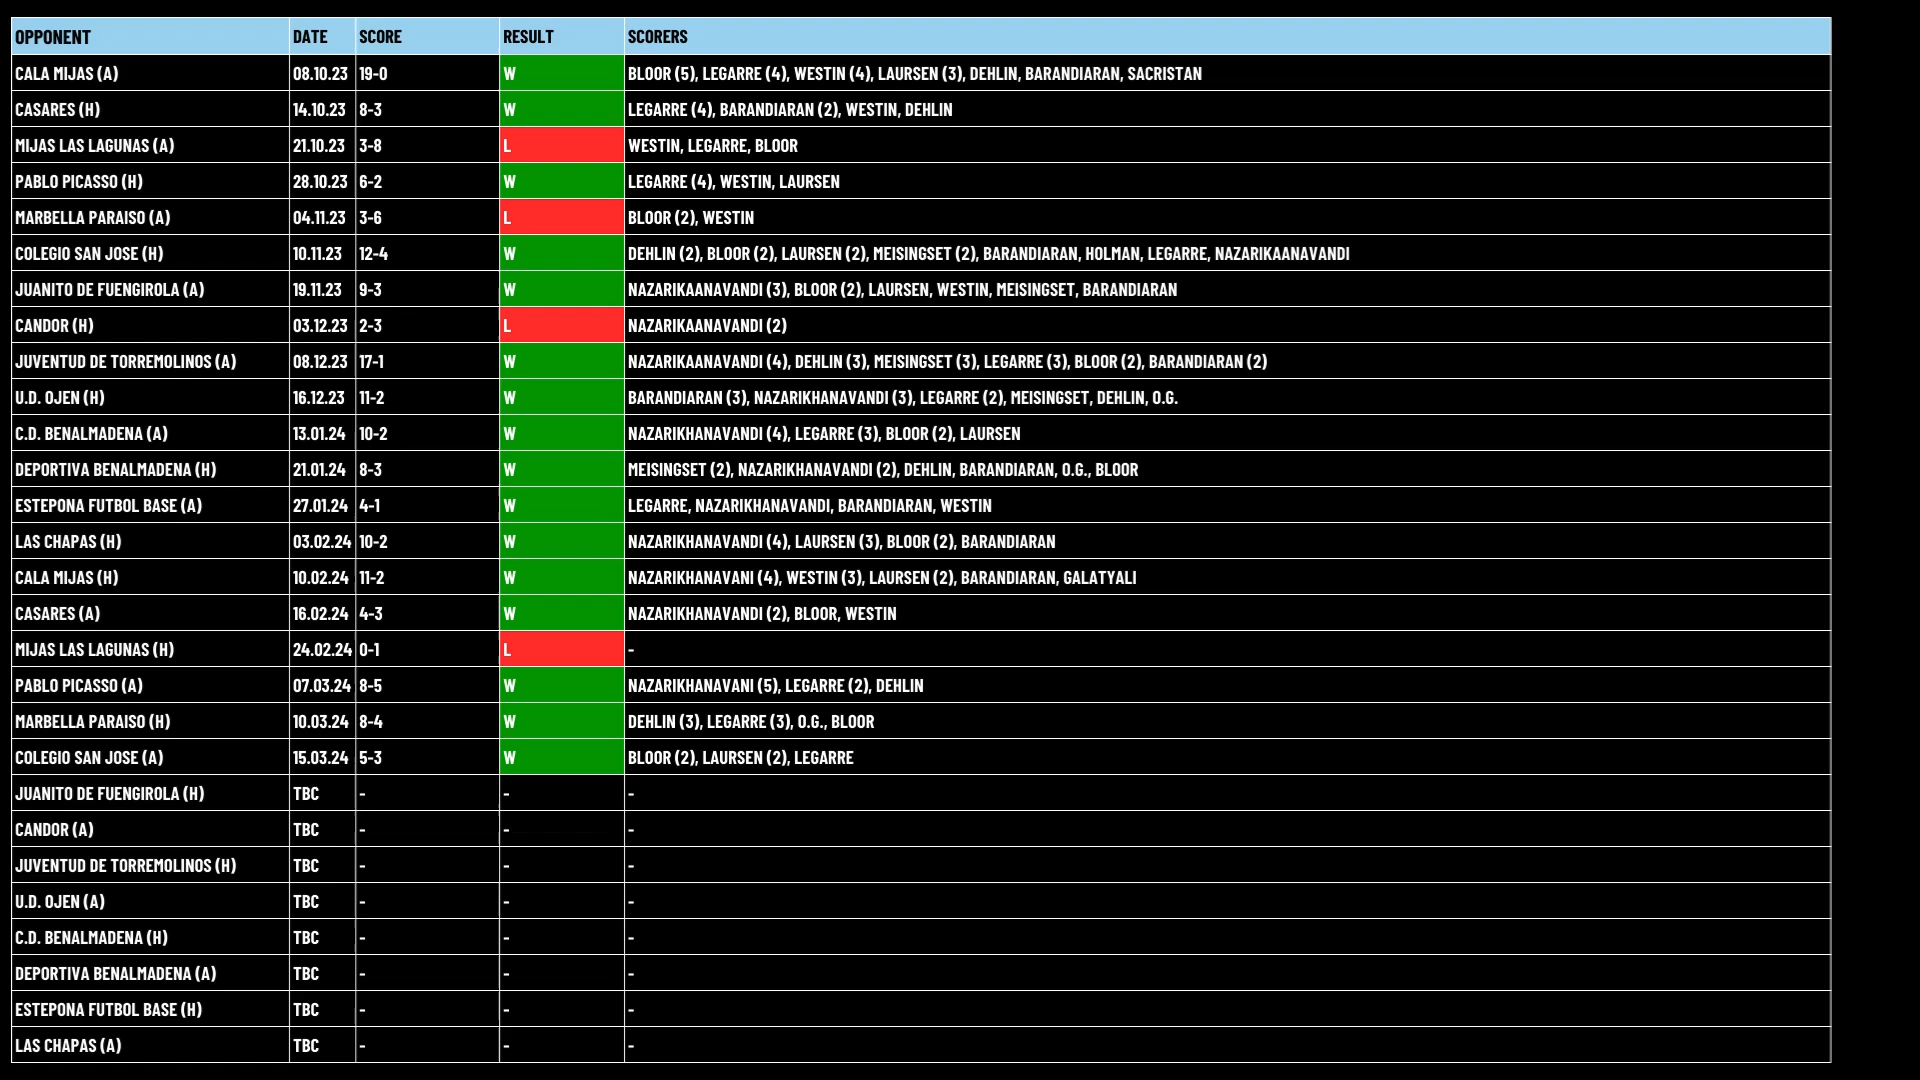 OPPONENT DATE SCORE RESULT SCORERS
CALA MIJAS (A) 08.10.23 19-0 W BLOOR (5), LEGARRE (4), WESTIN (4), LAURSEN (3), DEHLIN, BARANDIARAN, SACRISTAN
CASARES (H) 14.10.23 8-3 W LEGARRE (4), BARANDIARAN (2), WESTIN, DEHLIN
MIJAS LAS LAGUNAS (A) 21.10.23 3-8 L WESTIN, LEGARRE, BLOOR
PABLO PICASSO (H) 28.10.23 6-2 W LEGARRE (4), WESTIN, LAURSEN
MARBELLA PARAISO (A) 04.11.23 3-6 L BLOOR (2), WESTIN
COLEGIO SAN JOSE (H) 10.11.23 12-4 W DEHLIN (2), BLOOR (2), LAURSEN (2), MEISINGSET (2), BARANDIARAN, HOLMAN, LEGARRE, NAZARIKAANAVANDI
JUANITO DE FUENGIROLA (A) 19.11.23 9-3 W NAZARIKAANAVANDI (3), BLOOR (2), LAURSEN, WESTIN, MEISINGSET, BARANDIARAN
CANDOR (H) 03.12.23 2-3 L NAZARIKAANAVANDI (2)
JUVENTUD DE TORREMOLINOS (A) 08.12.23 17-1 W NAZARIKAANAVANDI (4), DEHLIN (3), MEISINGSET (3), LEGARRE (3), BLOOR (2), BARANDIARAN (2)
U.D. OJEN (H) 16.12.23 11-2 W BARANDIARAN (3), NAZARIKHANAVANDI (3), LEGARRE (2), MEISINGSET, DEHLIN, O.G.
C.D. BENALMADENA (A) 13.01.24 10-2 W NAZARIKHANAVANDI (4), LEGARRE (3), BLOOR (2), LAURSEN
DEPORTIVA BENALMADENA (H) 21.01.24 8-3 W MEISINGSET (2), NAZARIKHANAVANDI (2), DEHLIN, BARANDIARAN, O.G., BLOOR
ESTEPONA FUTBOL BASE (A) 27.01.24 4-1 W LEGARRE, NAZARIKHANAVANDI, BARANDIARAN, WESTIN
LAS CHAPAS (H) 03.02.24 10-2 W NAZARIKHANAVANDI (4), LAURSEN (3), BLOOR (2), BARANDIARAN
CALA MIJAS (H) 10.02.24 11-2 W NAZARIKHANAVANI (4), WESTIN (3), LAURSEN (2), BARANDIARAN, GALATYALI
CASARES (A) 16.02.24 4-3 W NAZARIKHANAVANDI (2), BLOOR, WESTIN
MIJAS LAS LAGUNAS (H) 24.02.24 0-1 L -
PABLO PICASSO (A) 07.03.24 8-5 W NAZARIKHANAVANI (5), LEGARRE (2), DEHLIN
MARBELLA PARAISO (H) 10.03.24 8-4 W DEHLIN (3), LEGARRE (3), O.G., BLOOR
COLEGIO SAN JOSE (A) 15.03.24 5-3 W BLOOR (2), LAURSEN (2), LEGARRE
JUANITO DE FUENGIROLA (H) TBC - - -
CANDOR (A) TBC - - -
JUVENTUD DE TORREMOLINOS (H) TBC - - -
U.D. OJEN (A) TBC - - -
C.D. BENALMADENA (H) TBC - - -
DEPORTIVA BENALMADENA (A) TBC - - -
ESTEPONA FUTBOL BASE (H) TBC - - -
LAS CHAPAS (A) TBC - - -